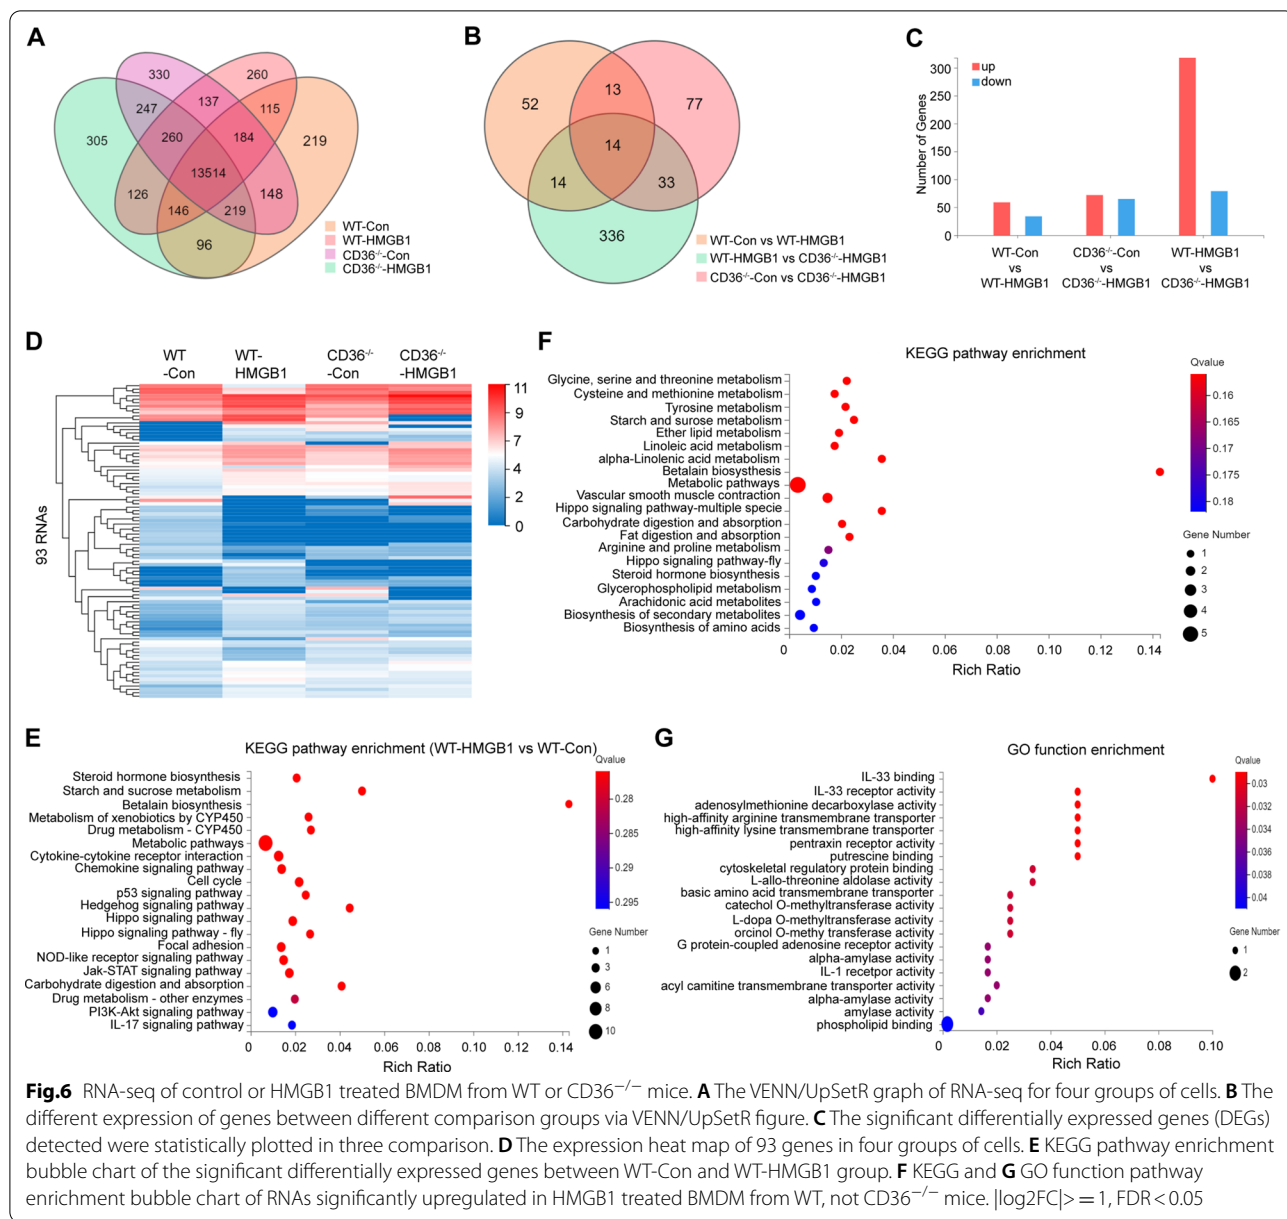 A
330
260
247
137
115
305
260
184
219
13514
126
148
146
219
96
WT-Con
WT-HMGB1
CD36-/--Con
CD36-/--HMGB1
B
52
13
77
14
14
33
336
WT-Con vs WT-HMGB1
WT-HMGB1 vs CD36-/--HMGB1
CD36-/--Con vs CD36-/--HMGB1
C
up
down
Number of Genes
300
250
200
150
100
50
0
WT-Con
vs
WT-HMGB1
CD36-/--Con
vs
CD36-/--HMGB1
WT-HMGB1
vs
CD36-/--HMGB1
D
WT
-Con
WT-
HMGB1
CD36-/-
-Con
CD36-/-
-HMGB1
93 RNAs
11
9
7
4
2
0
F
KEGG pathway enrichment
Glycine, serine and threonine metabolism
Cysteine and methionine metabolism
Tyrosine metabolism
Starch and surose metabolism
Ether lipid metabolism
Linoleic acid metabolism
alpha-Linolenic acid metabolism
Betalain biosysthesis
Metabolic pathways
Vascular smooth muscle contraction
Hippo signaling pathway-multiple specie
Carbohydrate digestion and absorption
Fat digestion and absorption
Arginine and proline metabolism
Hippo signaling pathway-fly
Steroid hormone biosynthesis
Glycerophospholipid metabolism
Arachidonic acid metabolites
Biosynthesis of secondary metabolites
Biosynthesis of amino acids
0 0.02 0.04 0.06 0.08 0.10 0.12 0.14
Rich Ratio
Qvalue
0.16
0.165
0.17
0.175
0.18
Gene Number
1
2
3
4
5
E
KEGG pathway enrichment (WT-HMGB1 vs WT-Con)
Steroid hormone biosynthesis
Starch and sucrose metabolism
Betalain biosynthesis
Metabolism of xenobiotics by CYP450
Drug metabolism - CYP450
Metabolic pathways
Cytokine-cytokine receptor interaction
Chemokine signaling pathway
Cell cycle
p53 signaling pathway
Hedgehog signaling pathway
Hippo signaling pathway
Hippo signaling pathway - fly
Focal adhesion
NOD-like receptor signaling pathway
Jak-STAT signaling pathway
Carbohydrate digestion and absorption
Drug metabolism - other enzymes
PI3K-Akt signaling pathway
IL-17 signaling pathway
0 0.02 0.04 0.06 0.08 0.10 0.12 0.14
Rich Ratio
Qvalue
0.28
0.285
0.29
0.295
Gene Number
1
3
6
8
10
G
GO function enrichment
IL-33 binding
IL-33 receptor activity
adenosylmethionine decarboxylase activity
high-affinity arginine transmembrane transporter
high-affinity lysine transmembrane transporter
pentraxin receptor activity
putrescine binding
cytoskeletal regulatory protein binding
L-allo-threonine aldolase activity
basic amino acid transmembrane transporter
catechol O-methyltransferase activity
L-dopa O-methyltransferase activity
orcinol O-methy transferase activity
G protein-coupled adenosine receptor activity
alpha-amylase activity
IL-1 recetpor activity
acyl carnitine transmembrane transporter activity
alpha-amylase activity
amylase activity
phospholipid binding
0 0.02 0.04 0.06 0.08 0.10
Rich Ratio
Qvalue
0.03
0.032
0.034
0.036
0.038
0.04
Gene Number
1
2
Fig.6 RNA-seq of control or HMGB1 treated BMDM from WT or CD36−/− mice. A The VENN/UpSetR graph of RNA-seq for four groups of cells. B The
different expression of genes between different comparison groups via VENN/UpSetR figure. C The significant differentially expressed genes (DEGs)
detected were statistically plotted in three comparison. D The expression heat map of 93 genes in four groups of cells. E KEGG pathway enrichment
bubble chart of the significant differentially expressed genes between WT-Con and WT-HMGB1 group. F KEGG and G GO function pathway
enrichment bubble chart of RNAs significantly upregulated in HMGB1 treated BMDM from WT, not CD36−/− mice. |log2FC|> = 1, FDR < 0.05